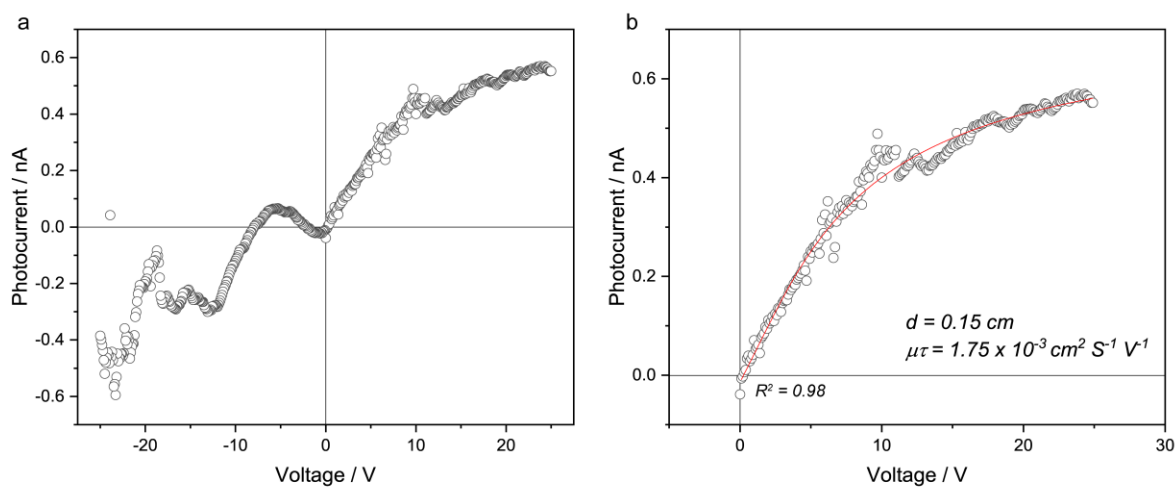 a
Photocurrent / nA
0.6
0.4
0.2
0.0
-0.2
-0.4
-0.6
-20
-10
0
10
20
Voltage / V
b
Photocurrent / nA
0.6
0.4
0.2
0.0
d = 0.15 cm
μτ = 1.75 x 10⁻³ cm² S⁻¹ V⁻¹
R² = 0.98
0
10
20
30
Voltage / V